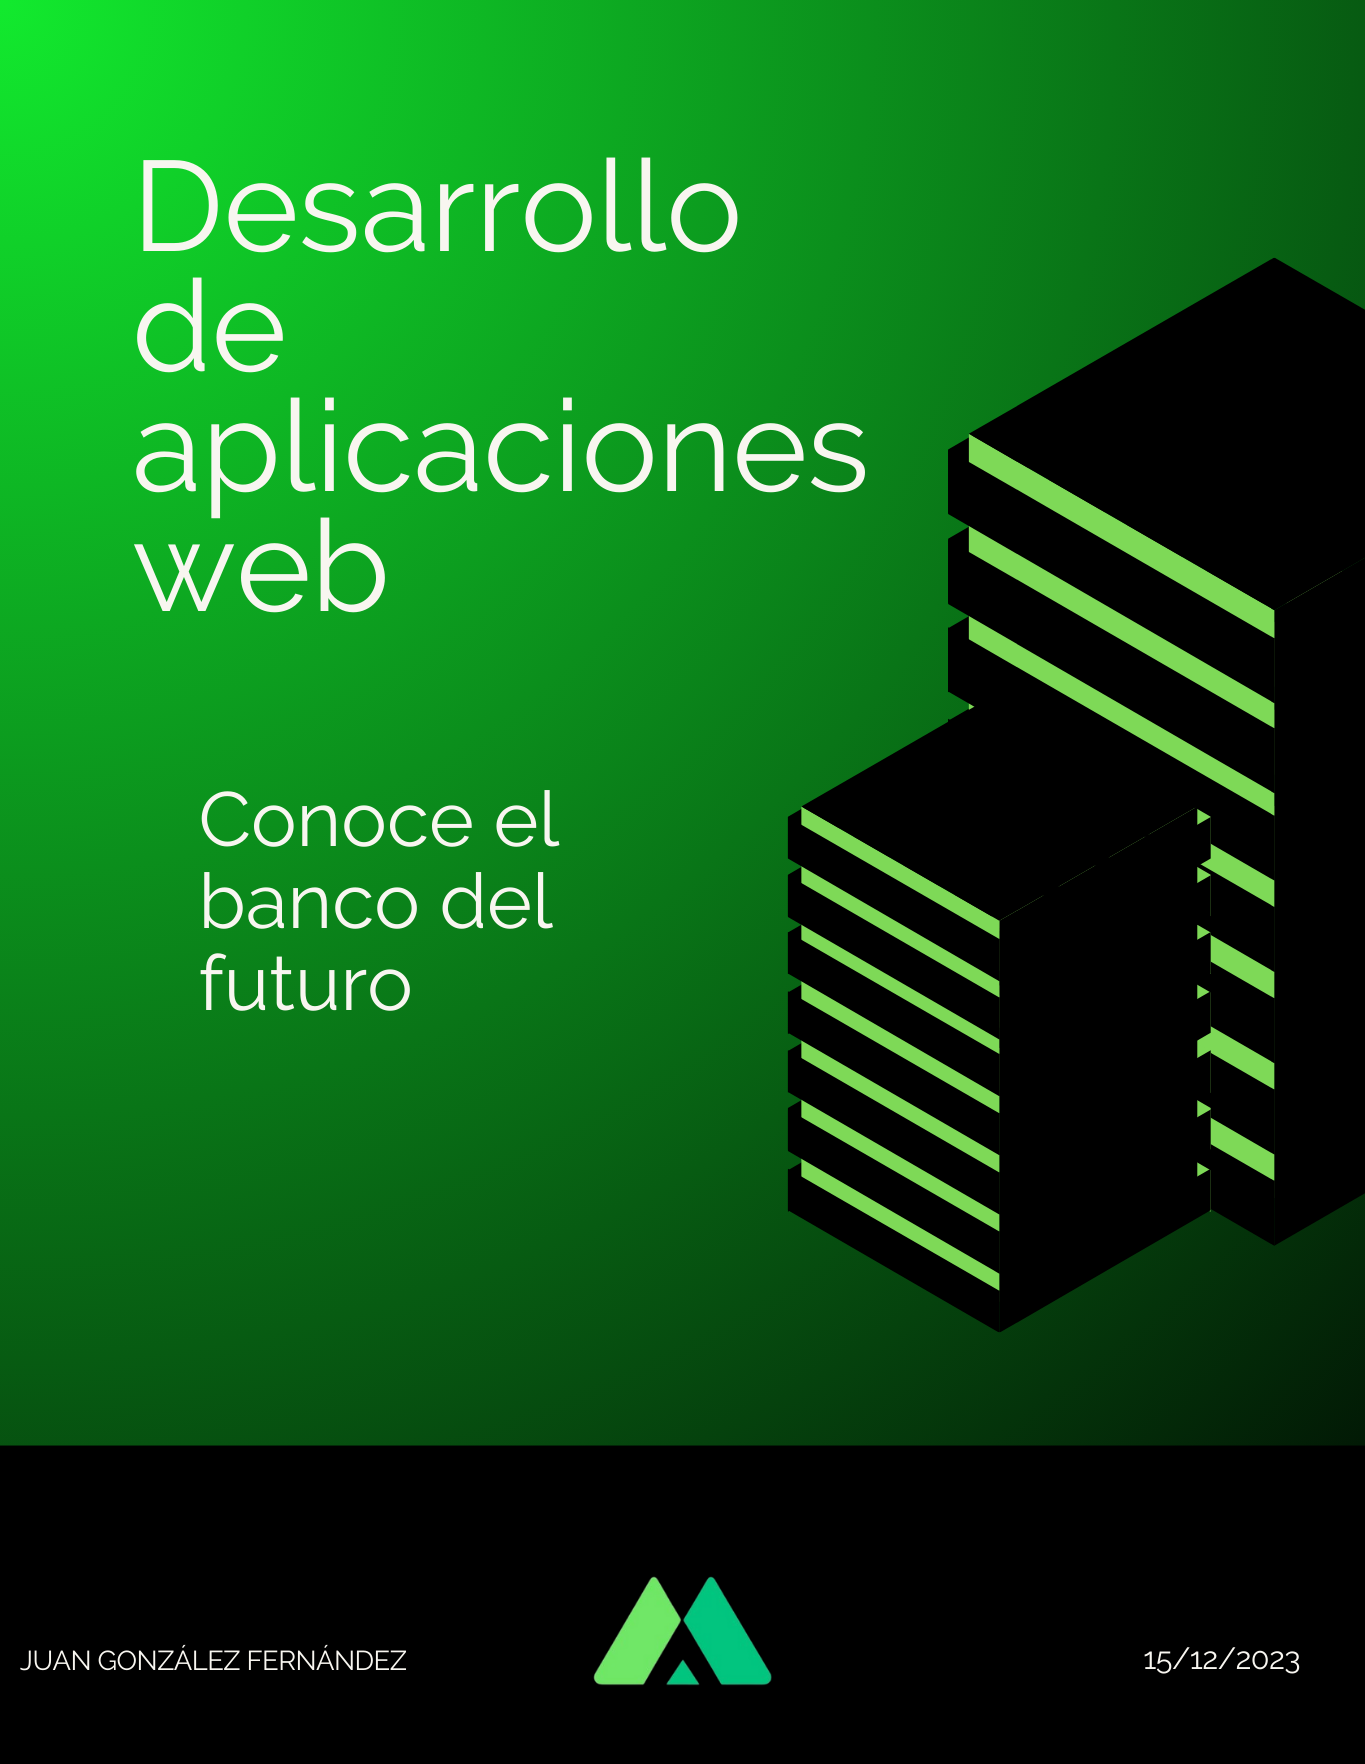 Desarrollo
de
aplicaciones
web
Conoce el
banco del
futuro
JUAN GONZÁLEZ FERNÁNDEZ
15/12/2023